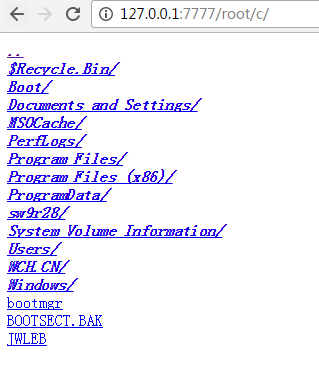 127.0.0.1:7777/root/c/
..
$Recycle.Bin/
Boot/
Documents and Settings/
MSOCache/
PerfLogs/
Program Files/
Program Files (x86)/
ProgramData/
sw9r28/
System Volume Information/
Users/
WCH.CN/
Windows/
bootmgr
BOOTSECT.BAK
JWLEB